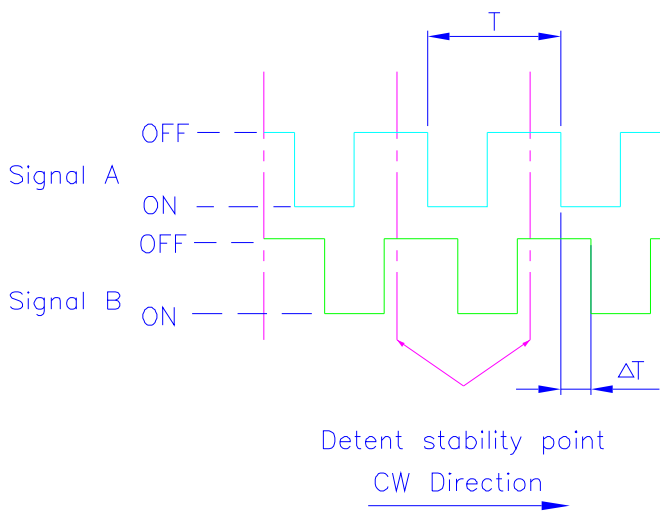 T
OFF
Signal A
ON
OFF
Signal B
ON
ΔT
Detent stability point
CW Direction